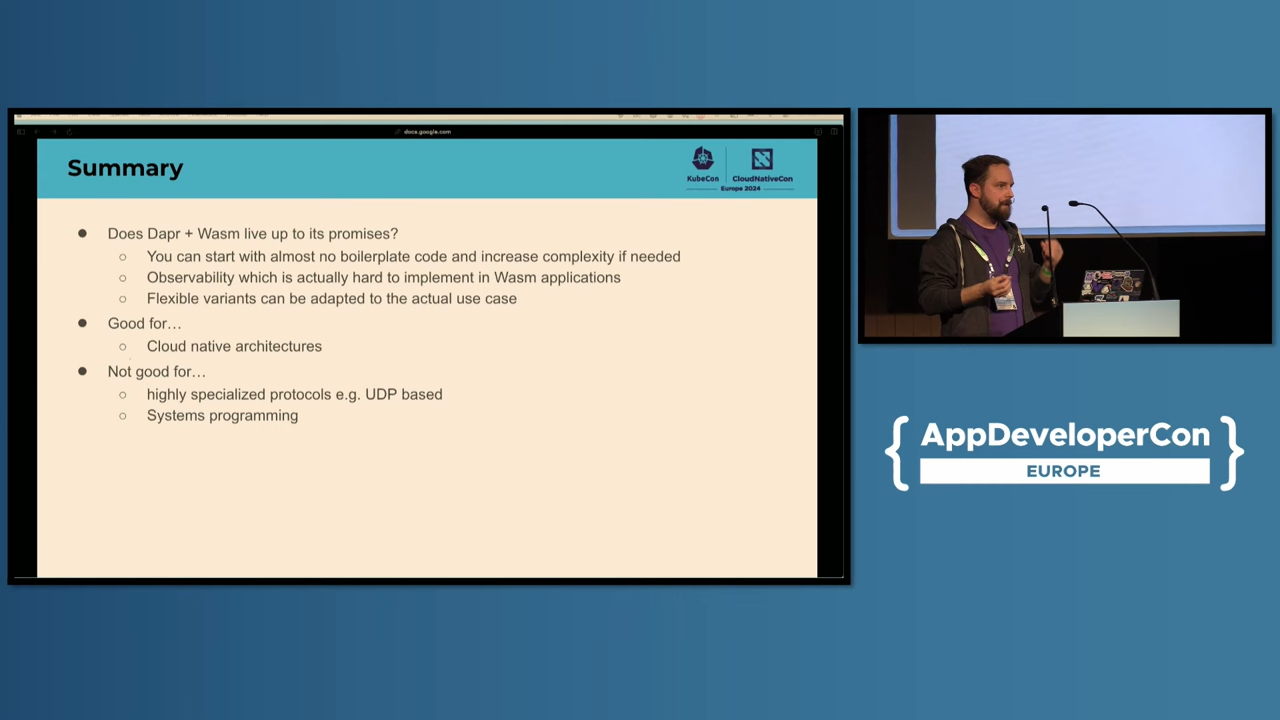 docs.google.com
Summary
KubeCon
CloudNativeCon
Europe 2024
● Does Dapr + Wasm live up to its promises?
○ You can start with almost no boilerplate code and increase complexity if needed
○ Observability which is actually hard to implement in Wasm applications
○ Flexible variants can be adapted to the actual use case
● Good for…
○ Cloud native architectures
● Not good for…
○ highly specialized protocols e.g. UDP based
○ Systems programming
{ AppDeveloperCon }
EUROPE